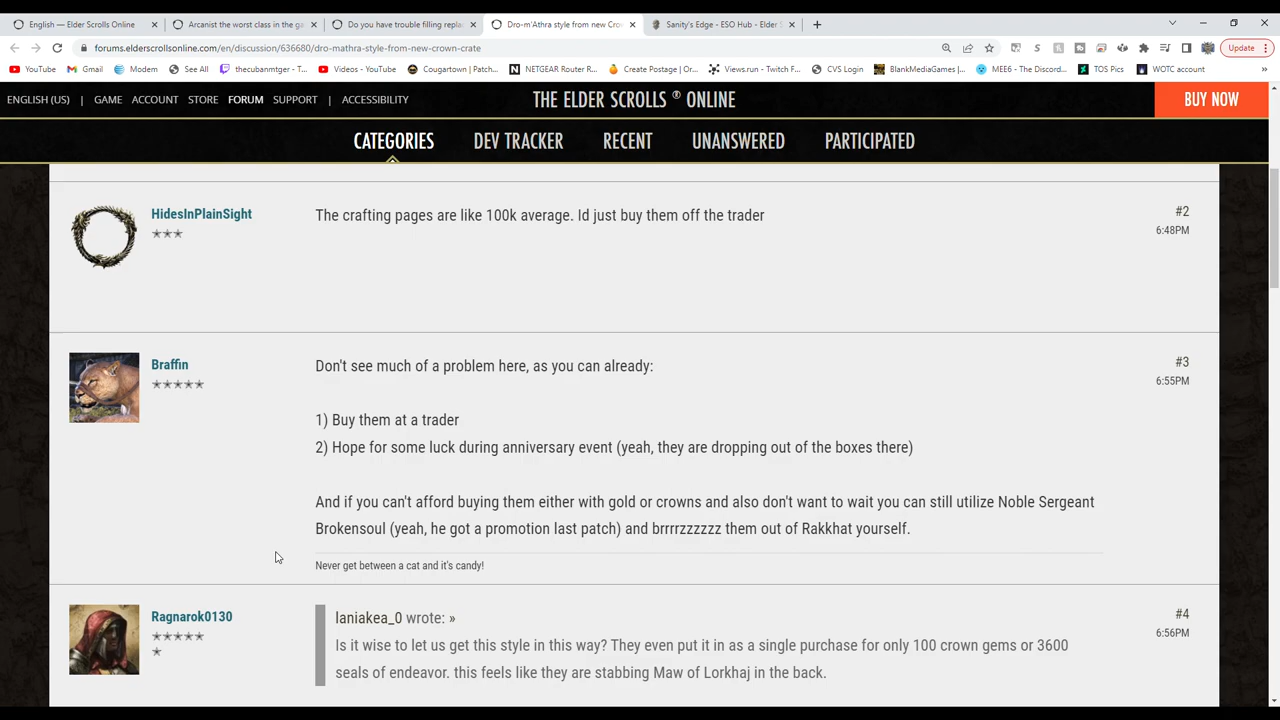 English — Elder Scrolls Online
Arcanist the worst class in the ga
Do you have trouble filling repla
Dro-m'Athra style from new Crow
Sanity's Edge - ESO Hub - Elder S
forums.elderscrollsonline.com/en/discussion/636680/dro-mathra-style-from-new-crown-crate
Update
YouTube
Gmail
Modem
See All
thecubanmtger - T...
Videos - YouTube
Cougartown | Patch...
NETGEAR Router R...
Create Postage | Or...
Views.run - Twitch F...
CVS Login
BlankMediaGames |...
MEE6 - The Discord...
TOS Pics
WOTC account
ENGLISH (US) | GAME ACCOUNT STORE FORUM SUPPORT | ACCESSIBILITY
THE ELDER SCROLLS ® ONLINE
BUY NOW
CATEGORIES DEV TRACKER RECENT UNANSWERED PARTICIPATED
HidesInPlainSight
The crafting pages are like 100k average. Id just buy them off the trader
#2
6:48PM
Braffin
Don't see much of a problem here, as you can already:
#3
6:55PM
1) Buy them at a trader
2) Hope for some luck during anniversary event (yeah, they are dropping out of the boxes there)
And if you can't afford buying them either with gold or crowns and also don't want to wait you can still utilize Noble Sergeant
Brokensoul (yeah, he got a promotion last patch) and brrrrzzzzzz them out of Rakkhat yourself.
Never get between a cat and it's candy!
Ragnarok0130
laniakea_0 wrote: »
#4
6:56PM
Is it wise to let us get this style in this way? They even put it in as a single purchase for only 100 crown gems or 3600
seals of endeavor. this feels like they are stabbing Maw of Lorkhaj in the back.